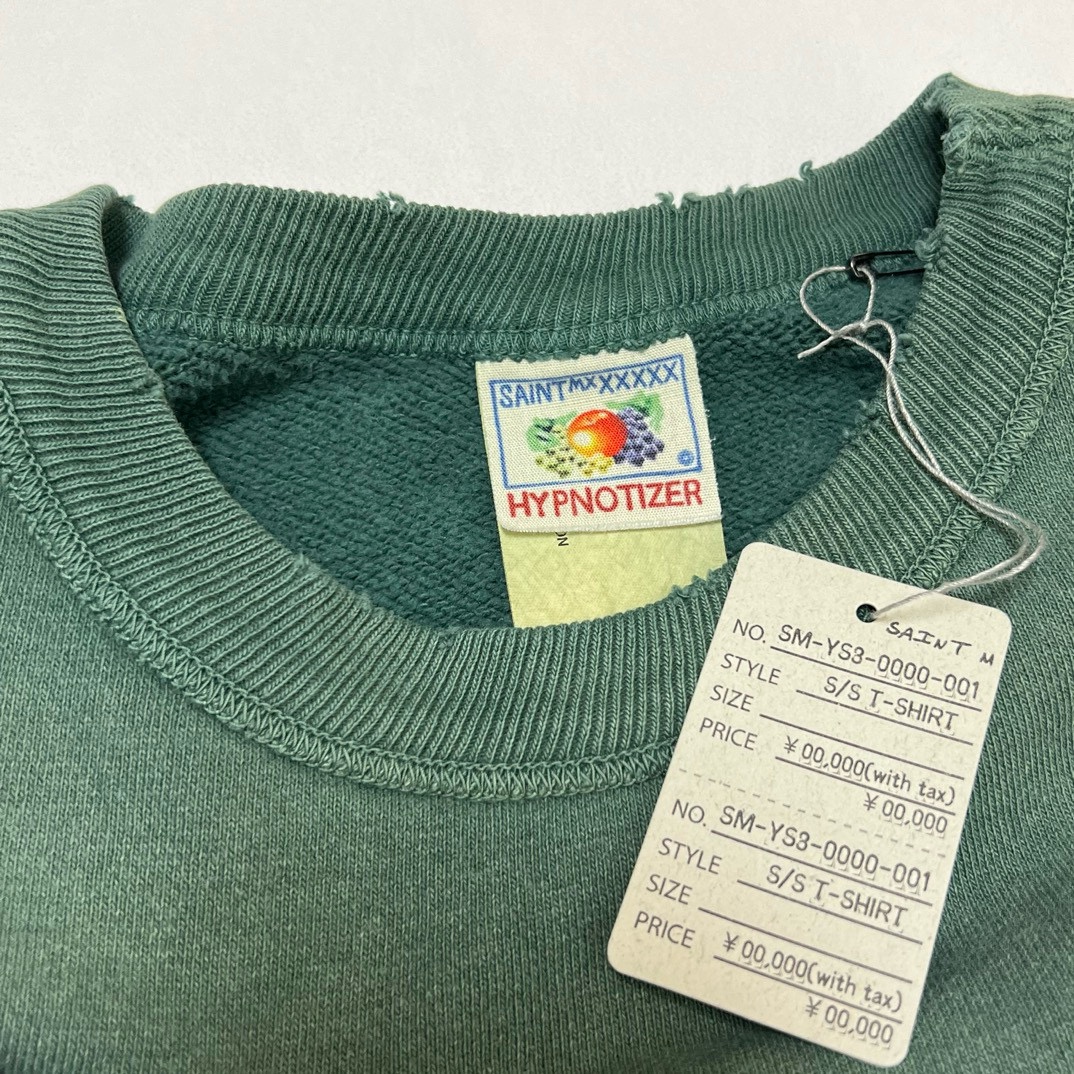 SAINT MXXXXXX
HYPNOTIZER
SAINT M
NO. SM-YS3-0000-001
STYLE S/S T-SHIRT
SIZE
PRICE ¥00,000(with tax)
¥00,000
NO. SM-YS3-0000-001
STYLE S/S T-SHIRT
SIZE
PRICE ¥00,000(with tax)
¥00,000